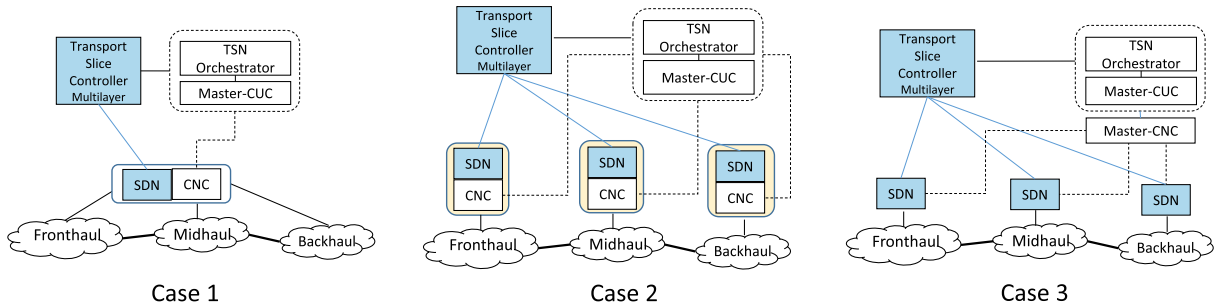 Transport
Slice
Controller
Multilayer
TSN
Orchestrator
Master-CUC
SDN
CNC
Fronthaul
Midhaul
Backhaul
Case 1
Transport
Slice
Controller
Multilayer
TSN
Orchestrator
Master-CUC
SDN
CNC
SDN
CNC
SDN
CNC
Fronthaul
Midhaul
Backhaul
Case 2
Transport
Slice
Controller
Multilayer
TSN
Orchestrator
Master-CUC
Master-CNC
SDN
SDN
SDN
Fronthaul
Midhaul
Backhaul
Case 3